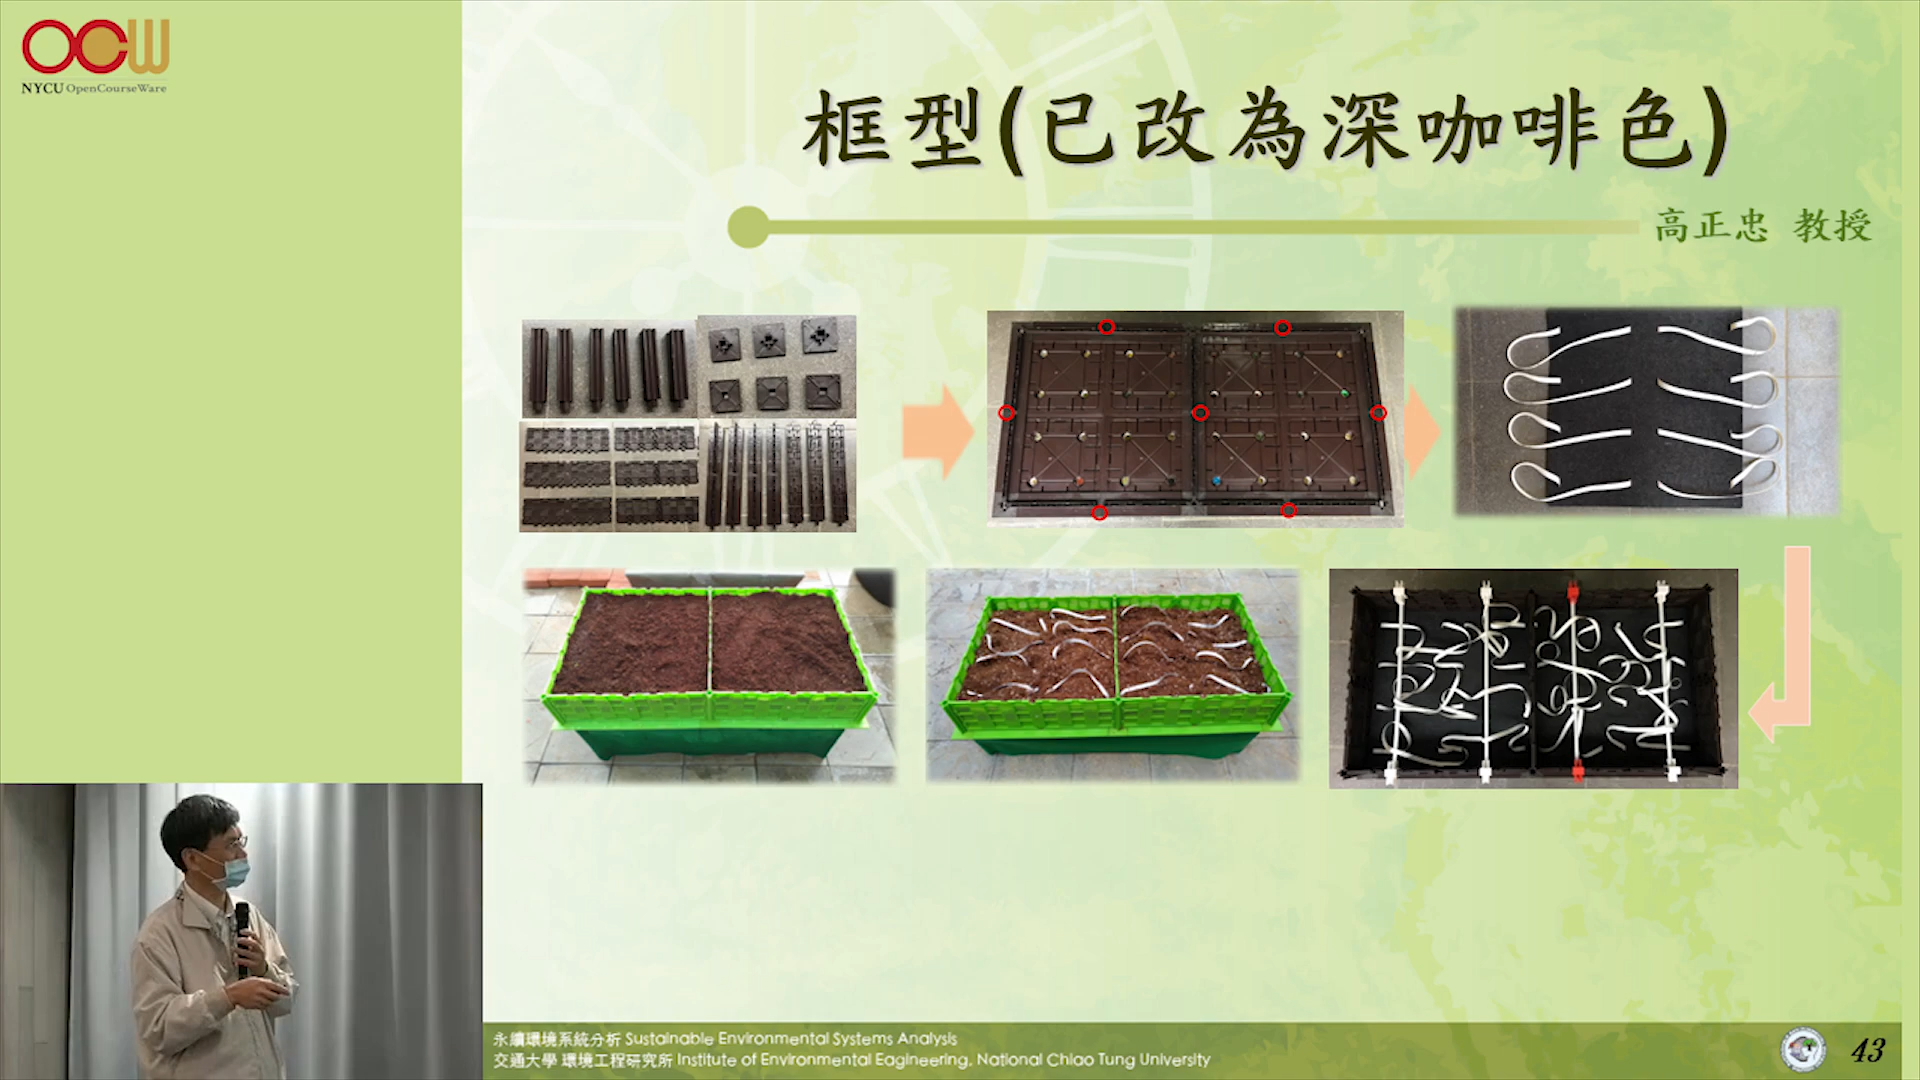 OCW
NYCU OpenCourseWare
框型(已改為深咖啡色)
高正忠 教授
永續環境系統分析 Sustainable Environmental Systems Analysis
交通大學 環境工程研究所 Institute of Environmental Eagineering, National Chiao Tung University
43